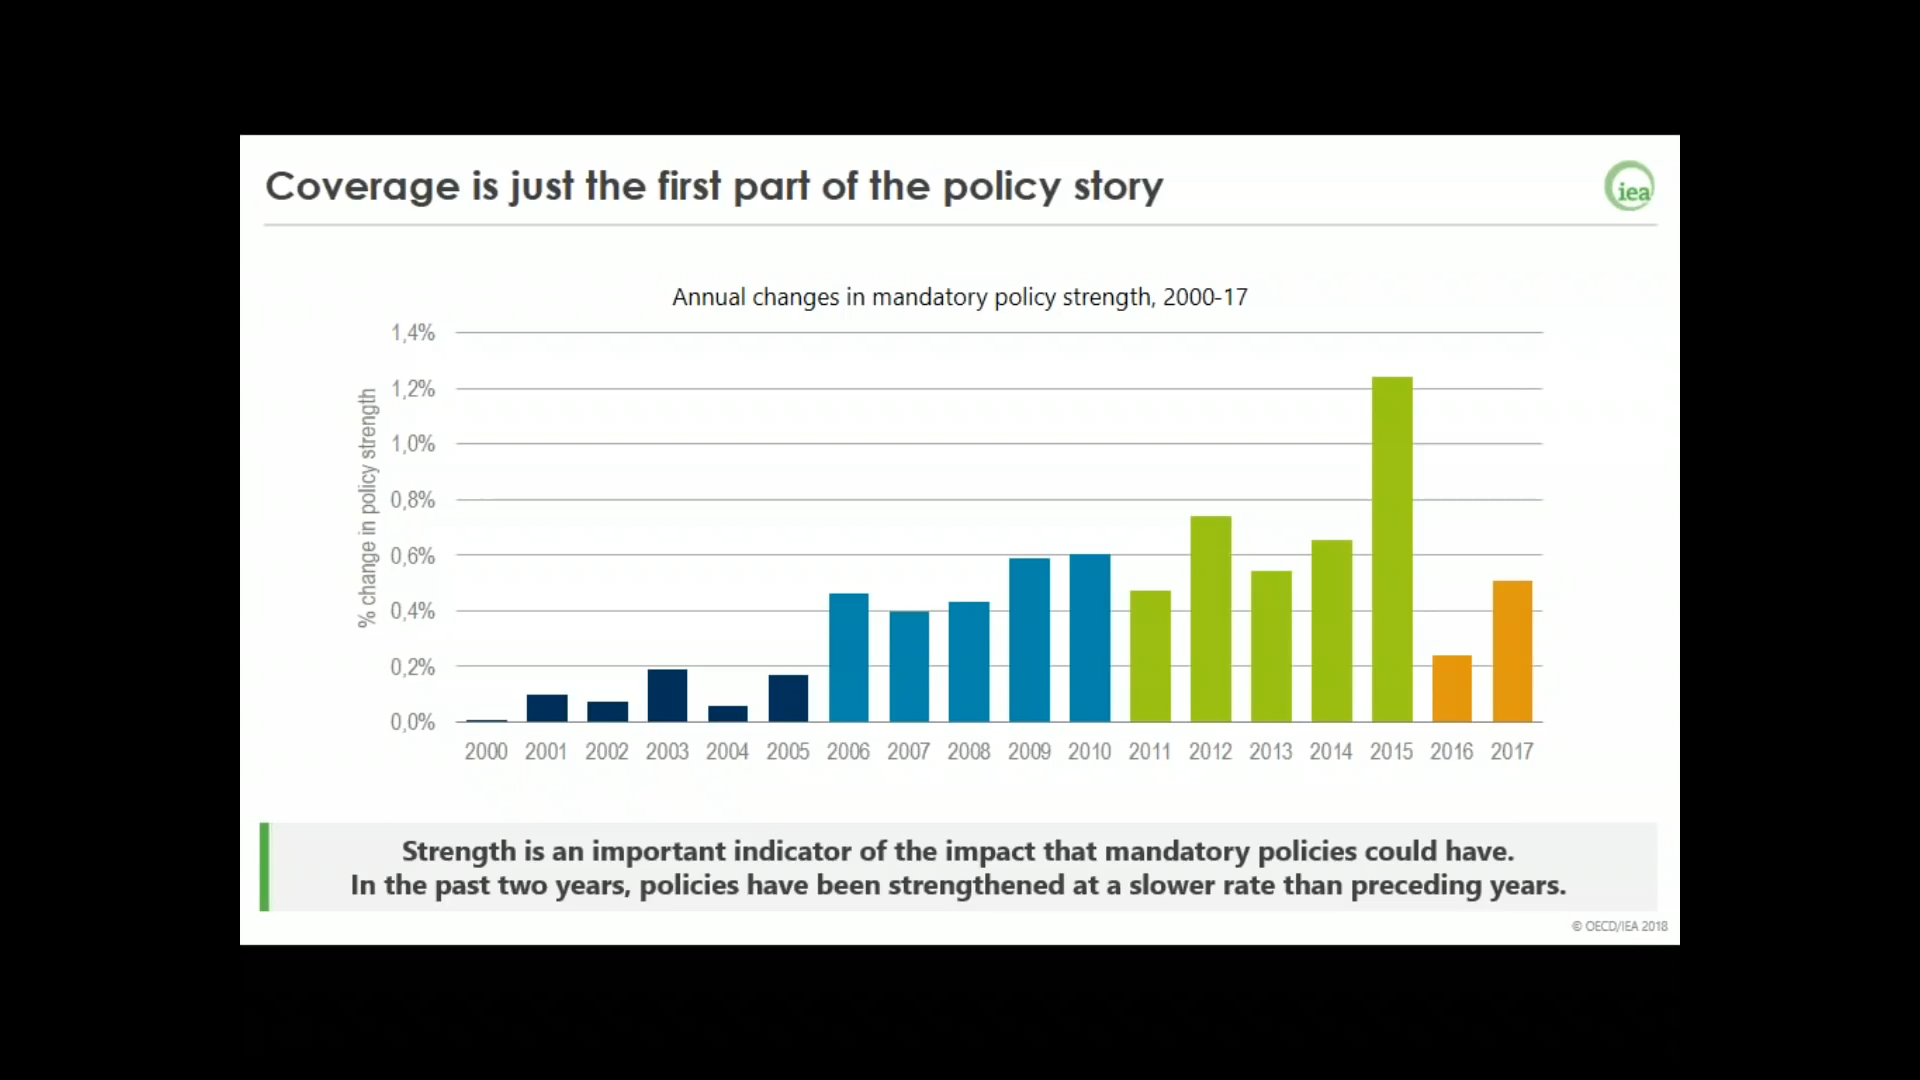 Coverage is just the first part of the policy story
iea
Annual changes in mandatory policy strength, 2000-17
% change in policy strength
1,4%
1,2%
1,0%
0,8%
0,6%
0,4%
0,2%
0,0%
2000 2001 2002 2003 2004 2005 2006 2007 2008 2009 2010 2011 2012 2013 2014 2015 2016 2017
Strength is an important indicator of the impact that mandatory policies could have.
In the past two years, policies have been strengthened at a slower rate than preceding years.
© OECD/IEA 2018